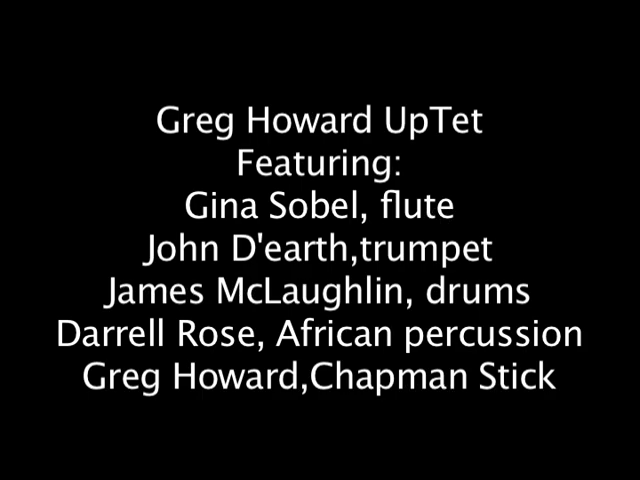 Greg Howard UpTet
Featuring:
Gina Sobel, flute
John D'earth,trumpet
James McLaughlin, drums
Darrell Rose, African percussion
Greg Howard,Chapman Stick